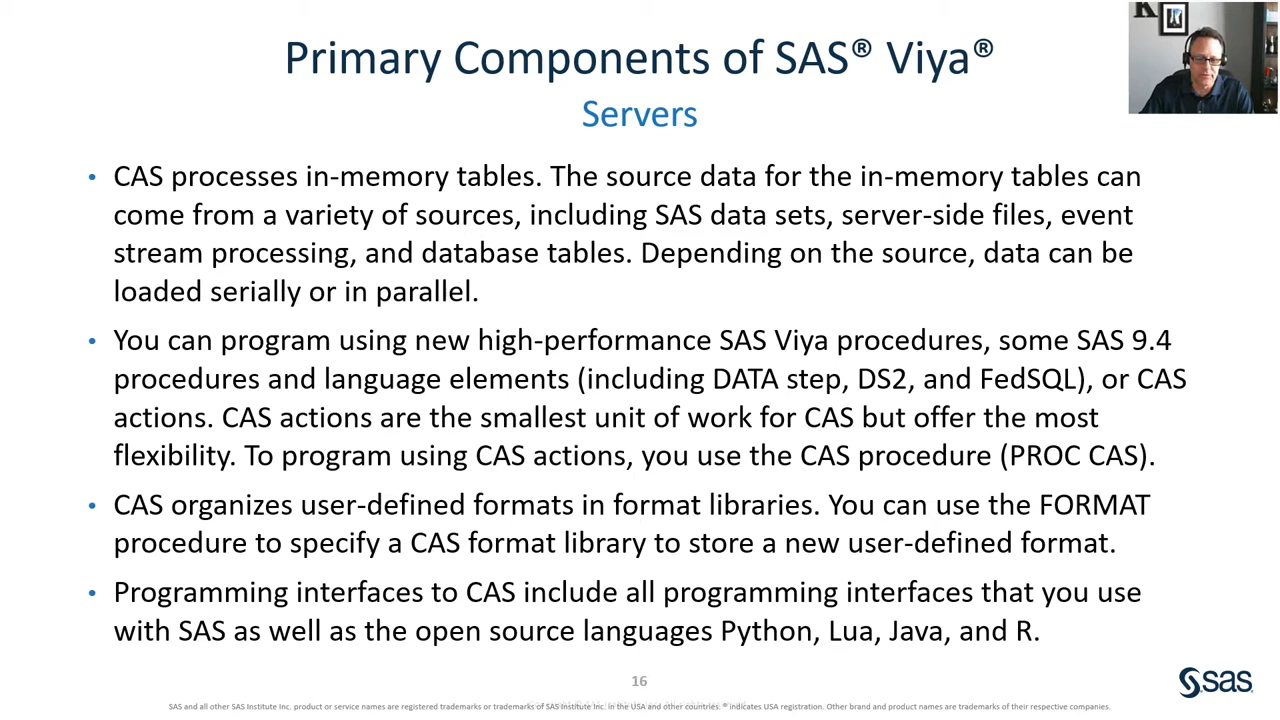 Primary Components of SAS® Viya®
Servers
• CAS processes in-memory tables. The source data for the in-memory tables can
come from a variety of sources, including SAS data sets, server-side files, event
stream processing, and database tables. Depending on the source, data can be
loaded serially or in parallel.
• You can program using new high-performance SAS Viya procedures, some SAS 9.4
procedures and language elements (including DATA step, DS2, and FedSQL), or CAS
actions. CAS actions are the smallest unit of work for CAS but offer the most
flexibility. To program using CAS actions, you use the CAS procedure (PROC CAS).
• CAS organizes user-defined formats in format libraries. You can use the FORMAT
procedure to specify a CAS format library to store a new user-defined format.
• Programming interfaces to CAS include all programming interfaces that you use
with SAS as well as the open source languages Python, Lua, Java, and R.
16
sas
SAS and all other SAS Institute Inc. product or service names are registered trademarks or trademarks of SAS Institute Inc. in the USA and other countries. ® indicates USA registration. Other brand and product names are trademarks of their respective companies.